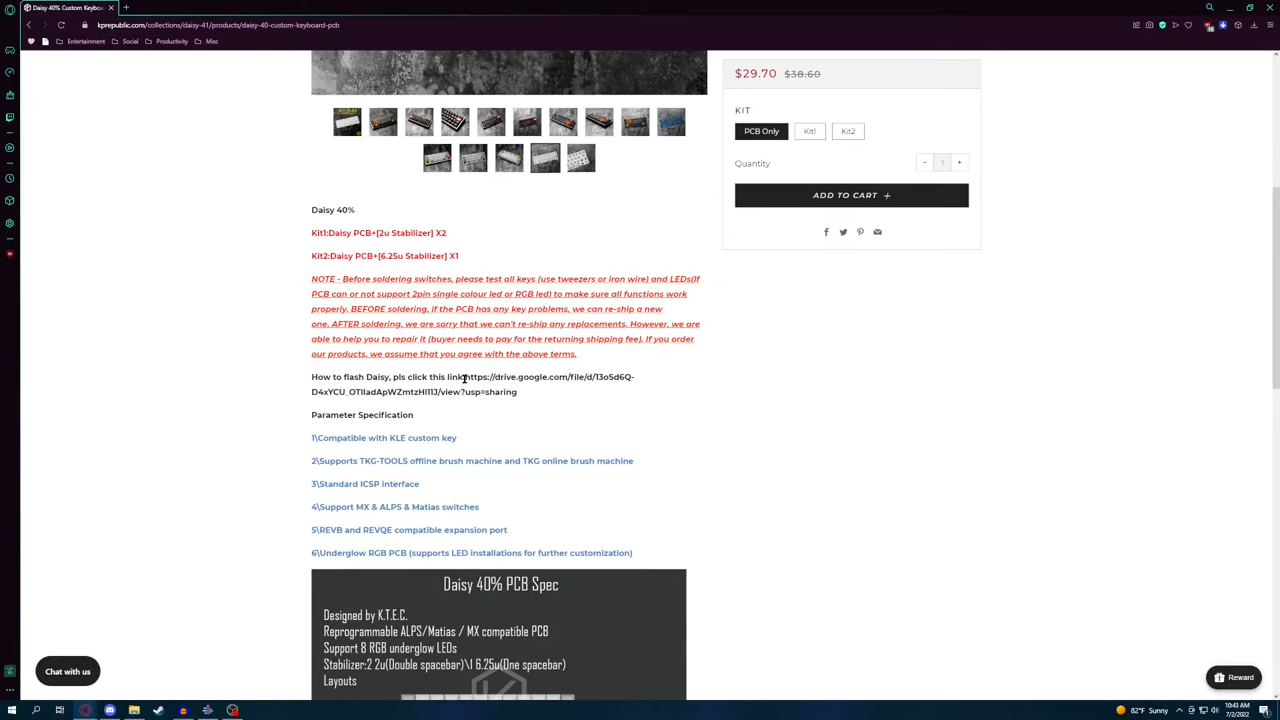 Daisy 40% Custom Keyboard P
kprepublic.com/collections/daisy-41/products/daisy-40-custom-keyboard-pcb
Entertainment Social Productivity Misc
$29.70 $38.60
KIT
PCB Only Kit1 Kit2
Quantity − 1 +
ADD TO CART +
Daisy 40%
Kit1:Daisy PCB+[2u Stabilizer] X2
Kit2:Daisy PCB+[6.25u Stabilizer] X1
NOTE - Before soldering switches, please test all keys (use tweezers or iron wire) and LEDs(If
PCB can or not support 2pin single colour led or RGB led) to make sure all functions work
properly. BEFORE soldering, if the PCB has any key problems, we can re-ship a new
one. AFTER soldering, we are sorry that we can't re-ship any replacements. However, we are
able to help you to repair it (buyer needs to pay for the returning shipping fee). If you order
our products, we assume that you agree with the above terms.
How to flash Daisy, pls click this link:https://drive.google.com/file/d/13oSd6Q-
D4xYCU_OTIladApWZmtzHI11J/view?usp=sharing
Parameter Specification
1\Compatible with KLE custom key
2\Supports TKG-TOOLS offline brush machine and TKG online brush machine
3\Standard ICSP interface
4\Support MX & ALPS & Matias switches
5\REVB and REVQE compatible expansion port
6\Underglow RGB PCB (supports LED installations for further customization)
Daisy 40% PCB Spec
Designed by K.T.E.C.
Reprogrammable ALPS/Matias / MX compatible PCB
Support 8 RGB underglow LEDs
Stabilizer:2 2u(Double spacebar)\1 6.25u(One spacebar)
Layouts
Chat with us
Reward
82°F Sunny
10:43 AM
7/2/2022